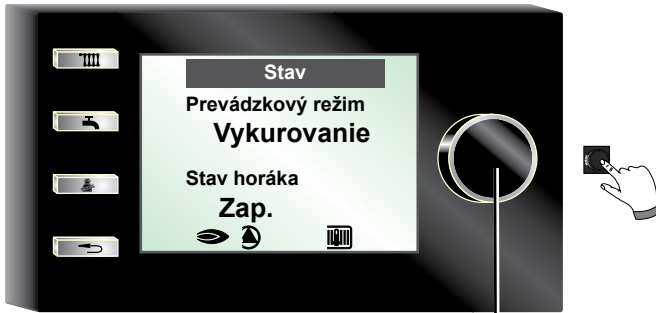 Stav
Prevádzkový režim
Vykurovanie
Stav horáka
Zap.